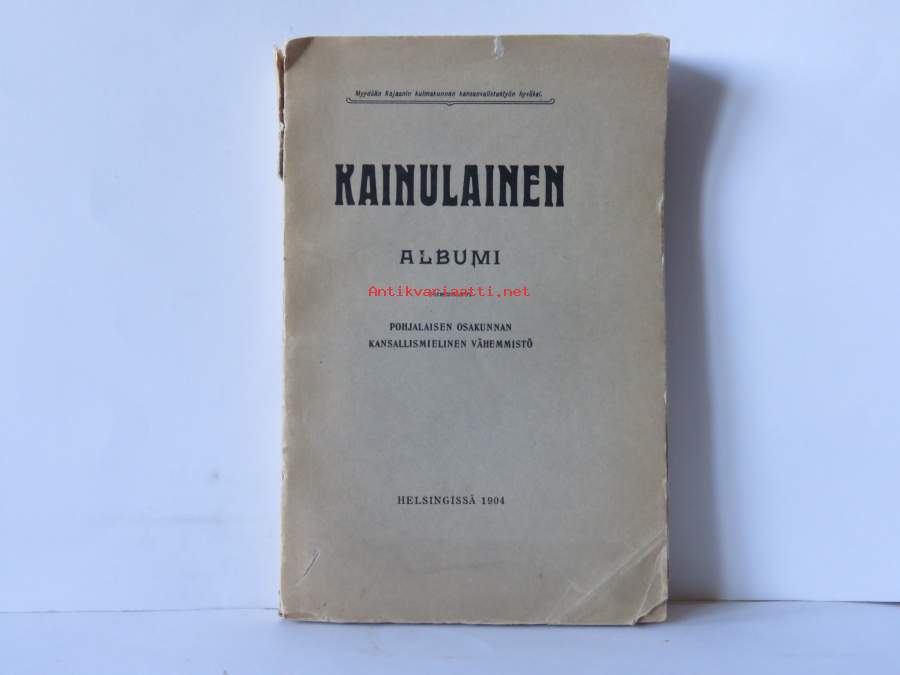 Myydään Kajaanin kulmakunnan kansanvalistustyön hyväksi.
KAINULAINEN
ALBUMI
Antikvariaatti.net
POHJALAISEN OSAKUNNAN
KANSALLISMIELINEN VÄHEMMISTÖ
HELSINGISSÄ 1904